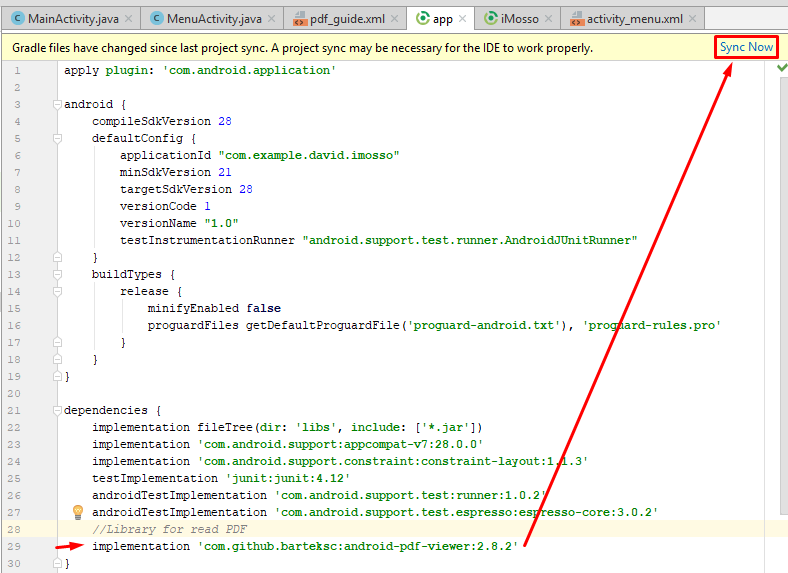 MainActivity.java MenuActivity.java pdf_guide.xml app iMosso activity_menu.xml
Gradle files have changed since last project sync. A project sync may be necessary for the IDE to work properly. Sync Now
1 apply plugin: 'com.android.application'
2
3 android {
4 compileSdkVersion 28
5 defaultConfig {
6 applicationId "com.example.david.imosso"
7 minSdkVersion 21
8 targetSdkVersion 28
9 versionCode 1
10 versionName "1.0"
11 testInstrumentationRunner "android.support.test.runner.AndroidJUnitRunner"
12 }
13 buildTypes {
14 release {
15 minifyEnabled false
16 proguardFiles getDefaultProguardFile('proguard-android.txt'), 'proguard-rules.pro'
17 }
18 }
19 }
20
21 dependencies {
22 implementation fileTree(dir: 'libs', include: ['*.jar'])
23 implementation 'com.android.support:appcompat-v7:28.0.0'
24 implementation 'com.android.support.constraint:constraint-layout:1.1.3'
25 testImplementation 'junit:junit:4.12'
26 androidTestImplementation 'com.android.support.test:runner:1.0.2'
27 androidTestImplementation 'com.android.support.test.espresso:espresso-core:3.0.2'
28 //Library for read PDF
29 implementation 'com.github.barteksc:android-pdf-viewer:2.8.2'
30 }